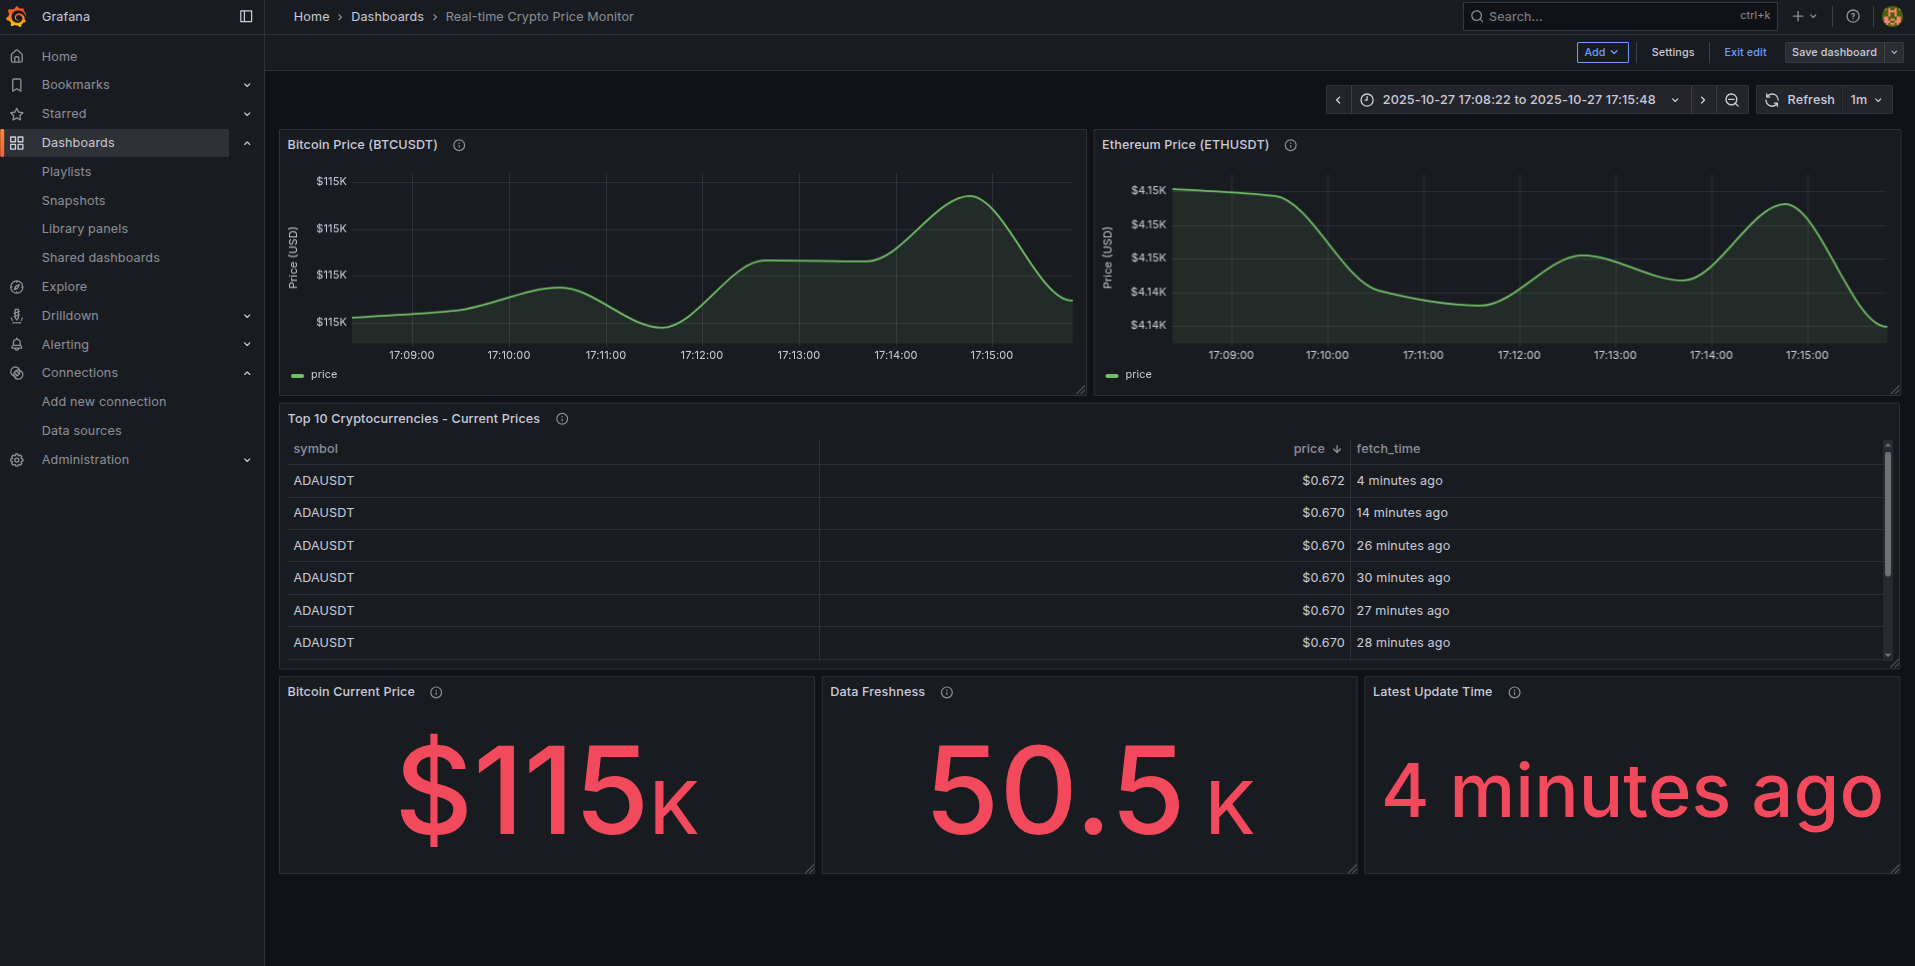 Grafana
Home › Dashboards › Real-time Crypto Price Monitor
Search... ctrl+k
Add Settings Exit edit Save dashboard
Home
Bookmarks
Starred
Dashboards
Playlists
Snapshots
Library panels
Shared dashboards
Explore
Drilldown
Alerting
Connections
Add new connection
Data sources
Administration
2025-10-27 17:08:22 to 2025-10-27 17:15:48 Refresh 1m
Bitcoin Price (BTCUSDT)
Price (USD)
$115K
$115K
$115K
$115K
17:09:00 17:10:00 17:11:00 17:12:00 17:13:00 17:14:00 17:15:00
price
Ethereum Price (ETHUSDT)
Price (USD)
$4.15K
$4.15K
$4.15K
$4.14K
$4.14K
17:09:00 17:10:00 17:11:00 17:12:00 17:13:00 17:14:00 17:15:00
price
Top 10 Cryptocurrencies - Current Prices
symbol price fetch_time
ADAUSDT $0.672 4 minutes ago
ADAUSDT $0.670 14 minutes ago
ADAUSDT $0.670 26 minutes ago
ADAUSDT $0.670 30 minutes ago
ADAUSDT $0.670 27 minutes ago
ADAUSDT $0.670 28 minutes ago
Bitcoin Current Price
$115K
Data Freshness
50.5 K
Latest Update Time
4 minutes ago